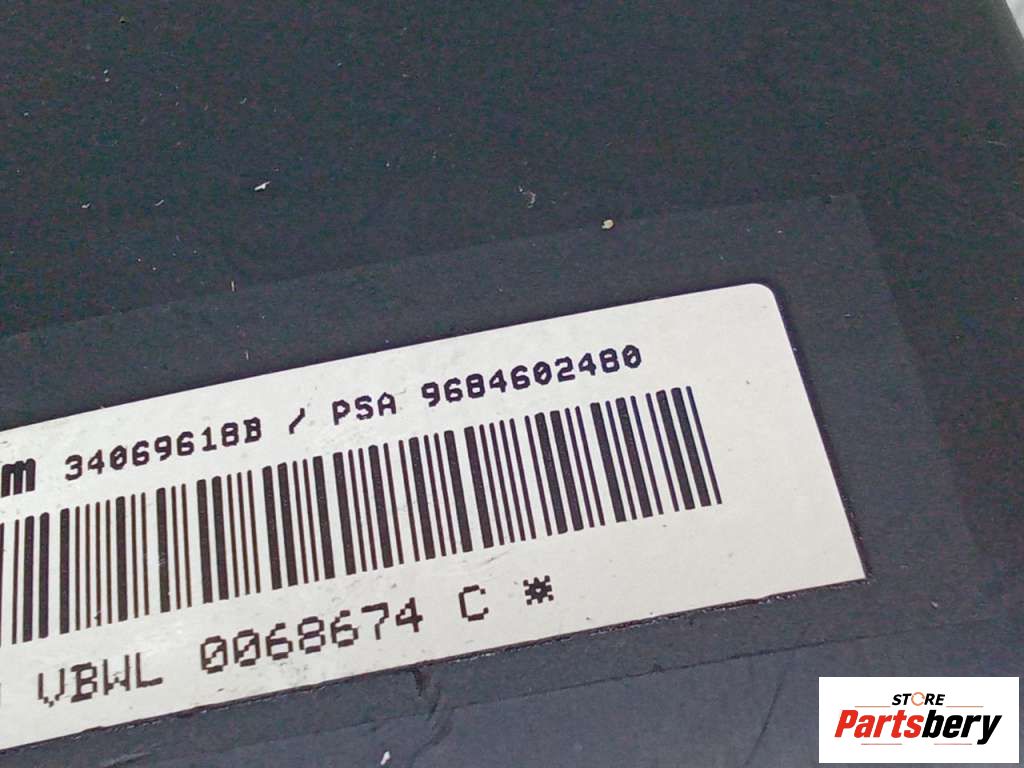 m 34069618B / PSA 9684602480
VBWL 0068674 C *
STORE
Partsbery